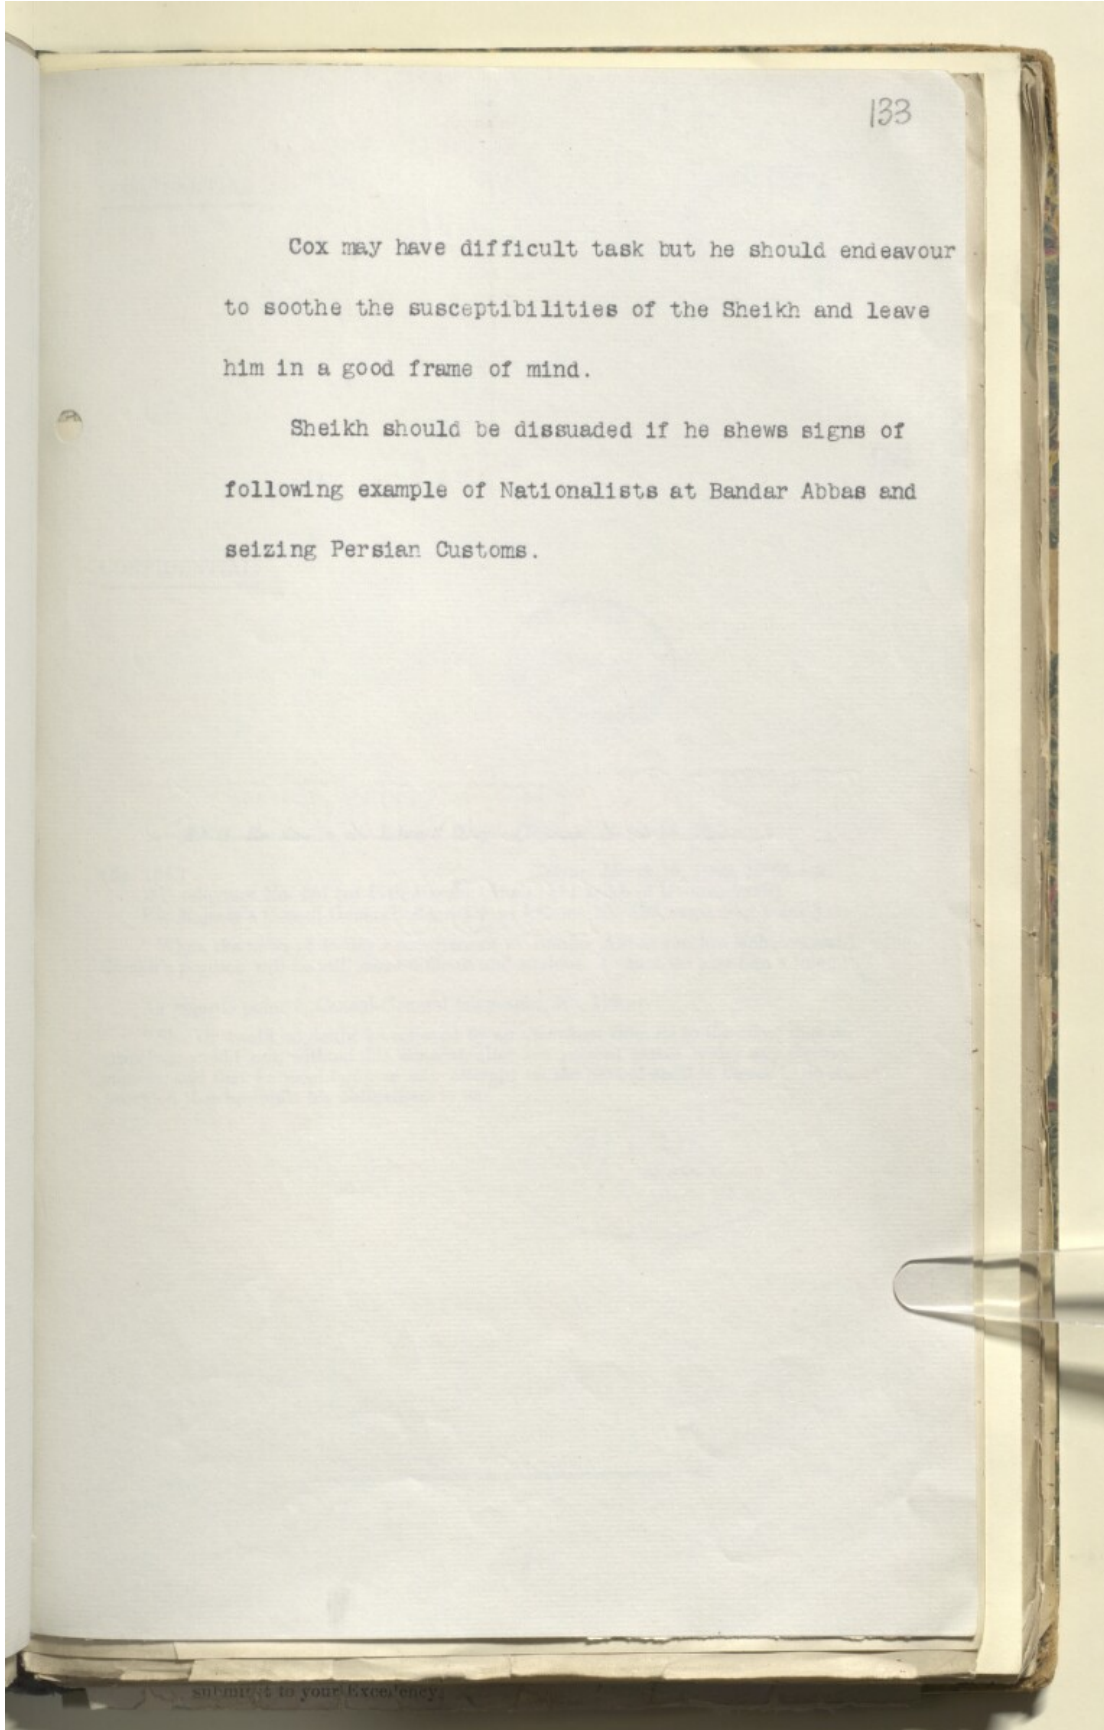 133
Cox may have difficult task but he should endeavour
to soothe the susceptibilities of the Sheikh and leave
him in a good frame of mind.
Sheikh should be dissuaded if he shews signs of
following example of Nationalists at Bandar Abbas and
seizing Persian Customs.
submit it to your Excellency.